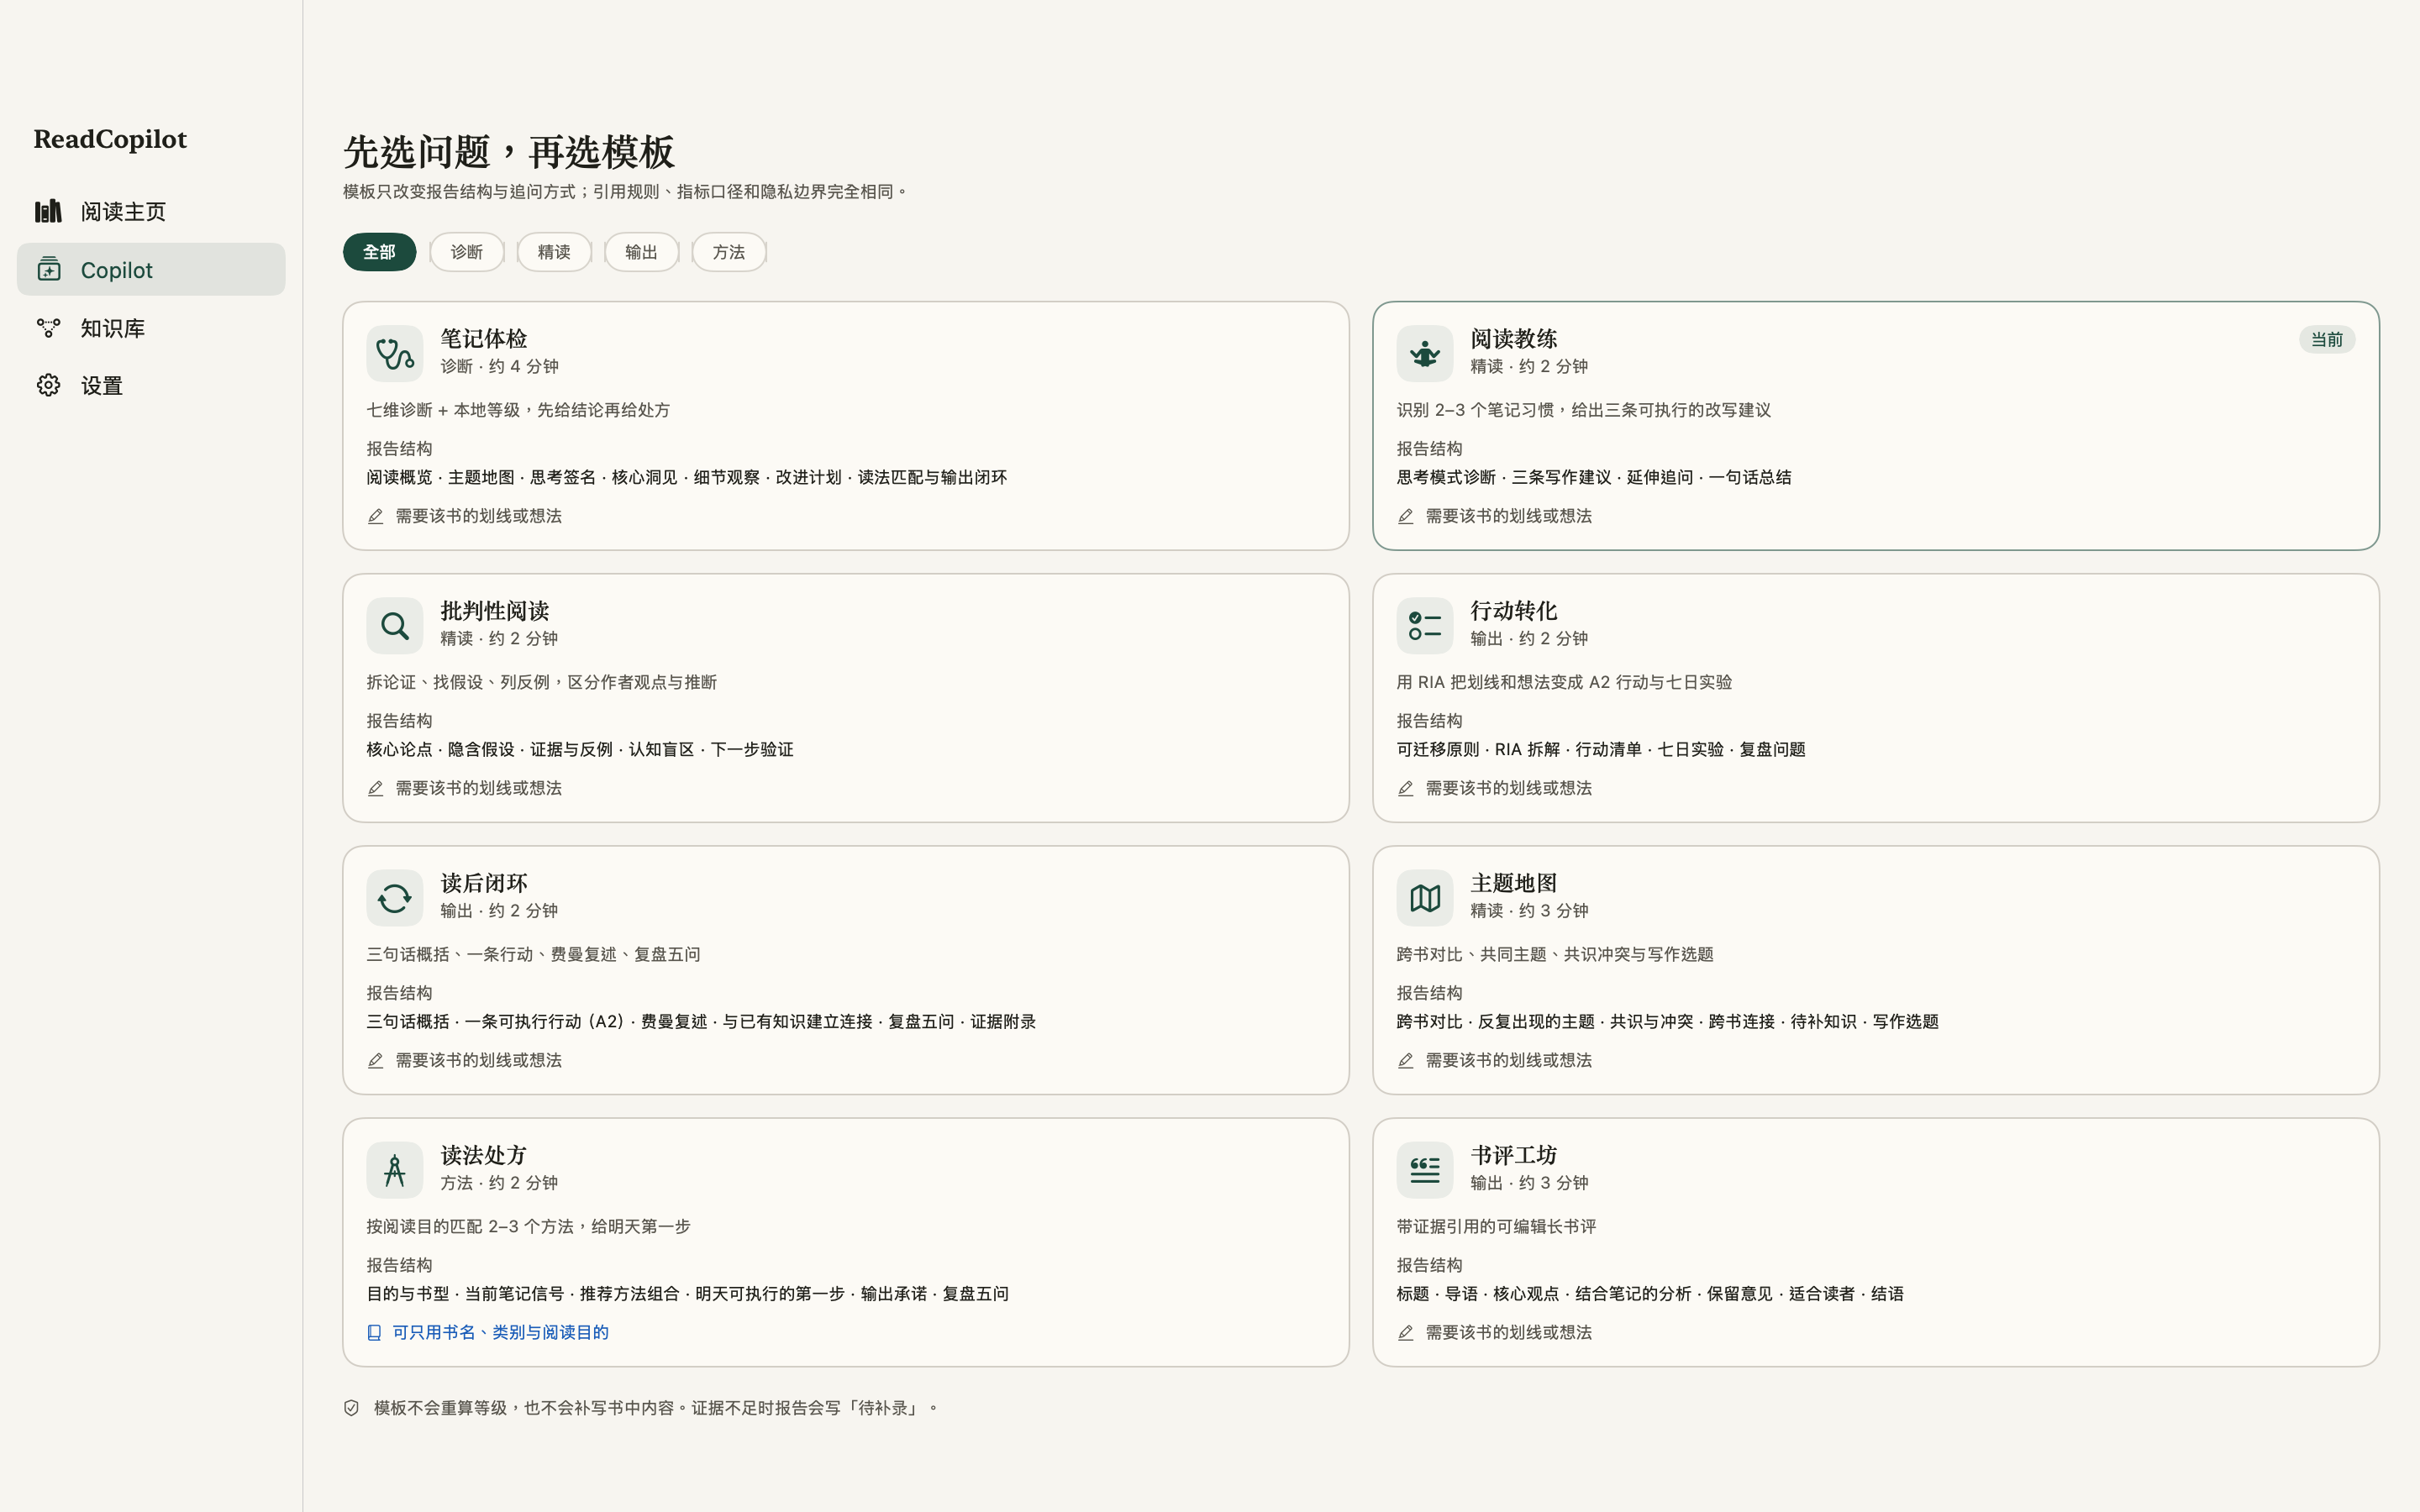 ReadCopilot
阅读主页
Copilot
知识库
设置
先选问题，再选模板
模板只改变报告结构与追问方式；引用规则、指标口径和隐私边界完全相同。
全部
诊断
精读
输出
方法
笔记体检
诊断 · 约 4 分钟
七维诊断 + 本地等级，先给结论再给处方
报告结构
阅读概览 · 主题地图 · 思考签名 · 核心洞见 · 细节观察 · 改进计划 · 读法匹配与输出闭环
需要该书的划线或想法
阅读教练
当前
精读 · 约 2 分钟
识别 2–3 个笔记习惯，给出三条可执行的改写建议
报告结构
思考模式诊断 · 三条写作建议 · 延伸追问 · 一句话总结
需要该书的划线或想法
批判性阅读
精读 · 约 2 分钟
拆论证、找假设、列反例，区分作者观点与推断
报告结构
核心论点 · 隐含假设 · 证据与反例 · 认知盲区 · 下一步验证
需要该书的划线或想法
行动转化
输出 · 约 2 分钟
用 RIA 把划线和想法变成 A2 行动与七日实验
报告结构
可迁移原则 · RIA 拆解 · 行动清单 · 七日实验 · 复盘问题
需要该书的划线或想法
读后闭环
输出 · 约 2 分钟
三句话概括、一条行动、费曼复述、复盘五问
报告结构
三句话概括 · 一条可执行行动（A2）· 费曼复述 · 与已有知识建立连接 · 复盘五问 · 证据附录
需要该书的划线或想法
主题地图
精读 · 约 3 分钟
跨书对比、共同主题、共识冲突与写作选题
报告结构
跨书对比 · 反复出现的主题 · 共识与冲突 · 跨书连接 · 待补知识 · 写作选题
需要该书的划线或想法
读法处方
方法 · 约 2 分钟
按阅读目的匹配 2–3 个方法，给明天第一步
报告结构
目的与书型 · 当前笔记信号 · 推荐方法组合 · 明天可执行的第一步 · 输出承诺 · 复盘五问
可只用书名、类别与阅读目的
书评工坊
输出 · 约 3 分钟
带证据引用的可编辑长书评
报告结构
标题 · 导语 · 核心观点 · 结合笔记的分析 · 保留意见 · 适合读者 · 结语
需要该书的划线或想法
模板不会重算等级，也不会补写书中内容。证据不足时报告会写「待补录」。